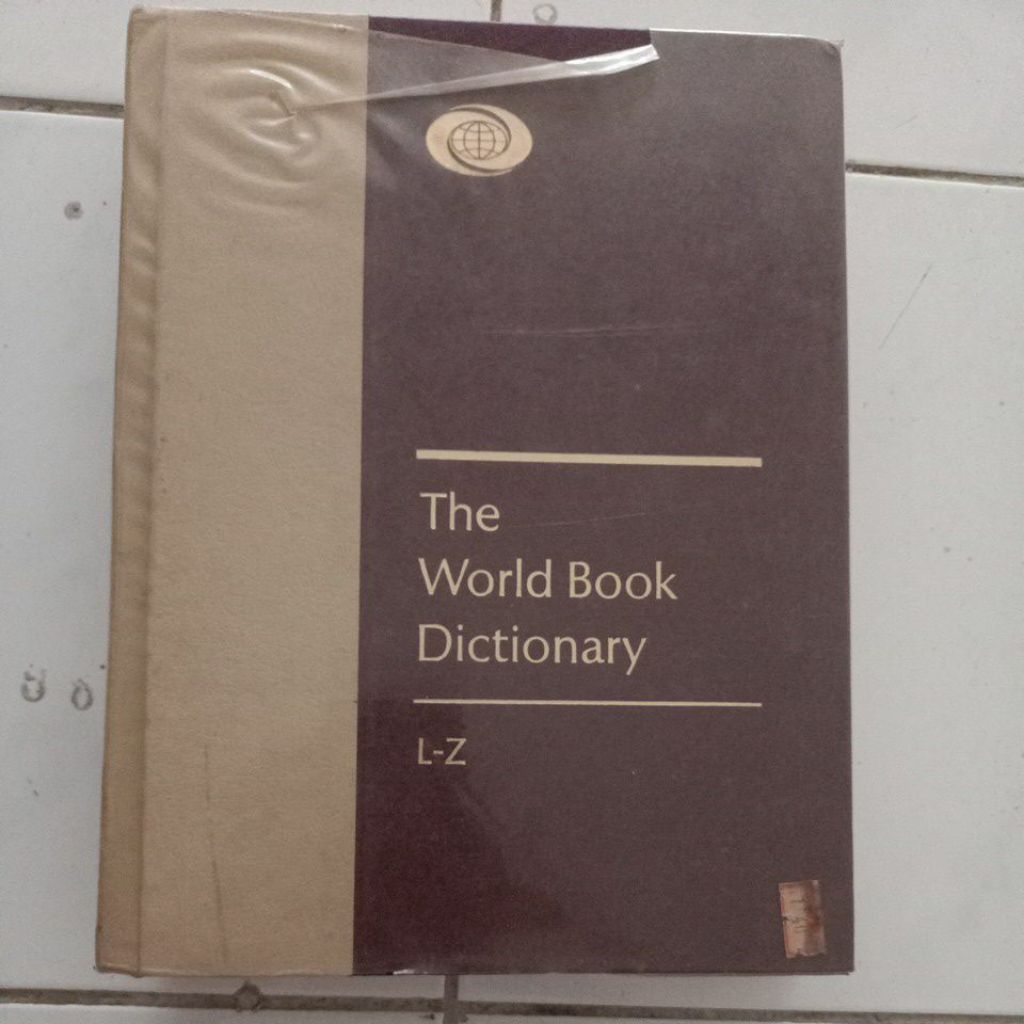 The
World Book
Dictionary
L-Z